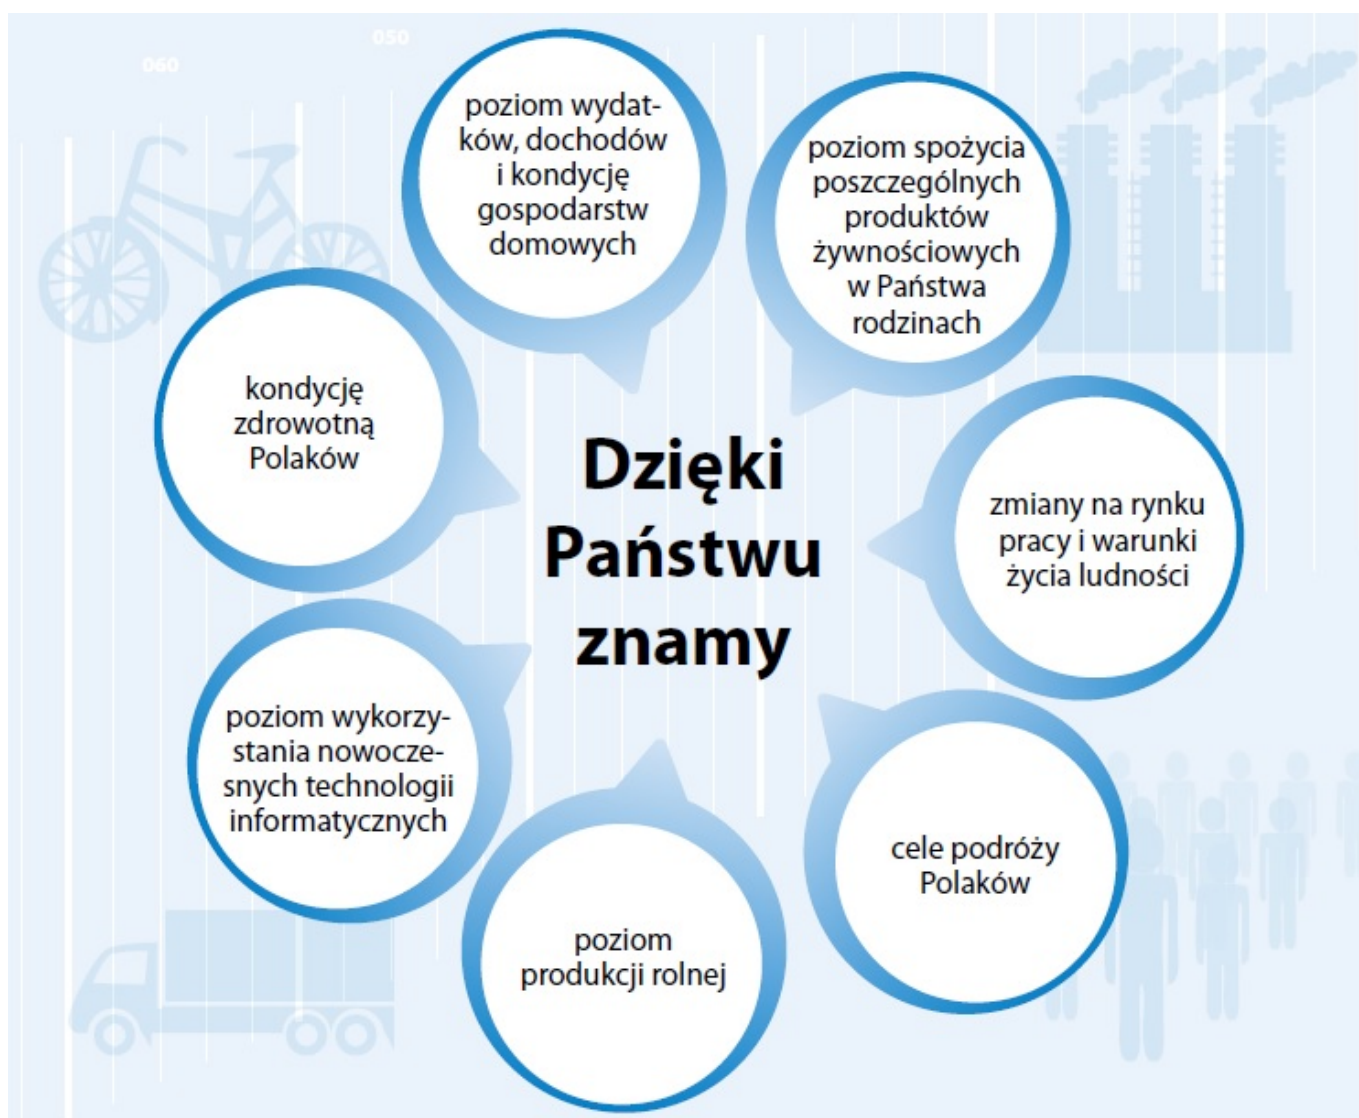 060
050
poziom wydat-
ków, dochodów
i kondycję
gospodarstw
domowych
poziom spożycia
poszczególnych
produktów
żywnościowych
w Państwa
rodzinach
kondycję
zdrowotną
Polaków
Dzięki
Państwu
znamy
zmiany na rynku
pracy i warunki
życia ludności
poziom wykorzy-
stania nowocze-
snych technologii
informatycznych
cele podróży
Polaków
poziom
produkcji rolnej